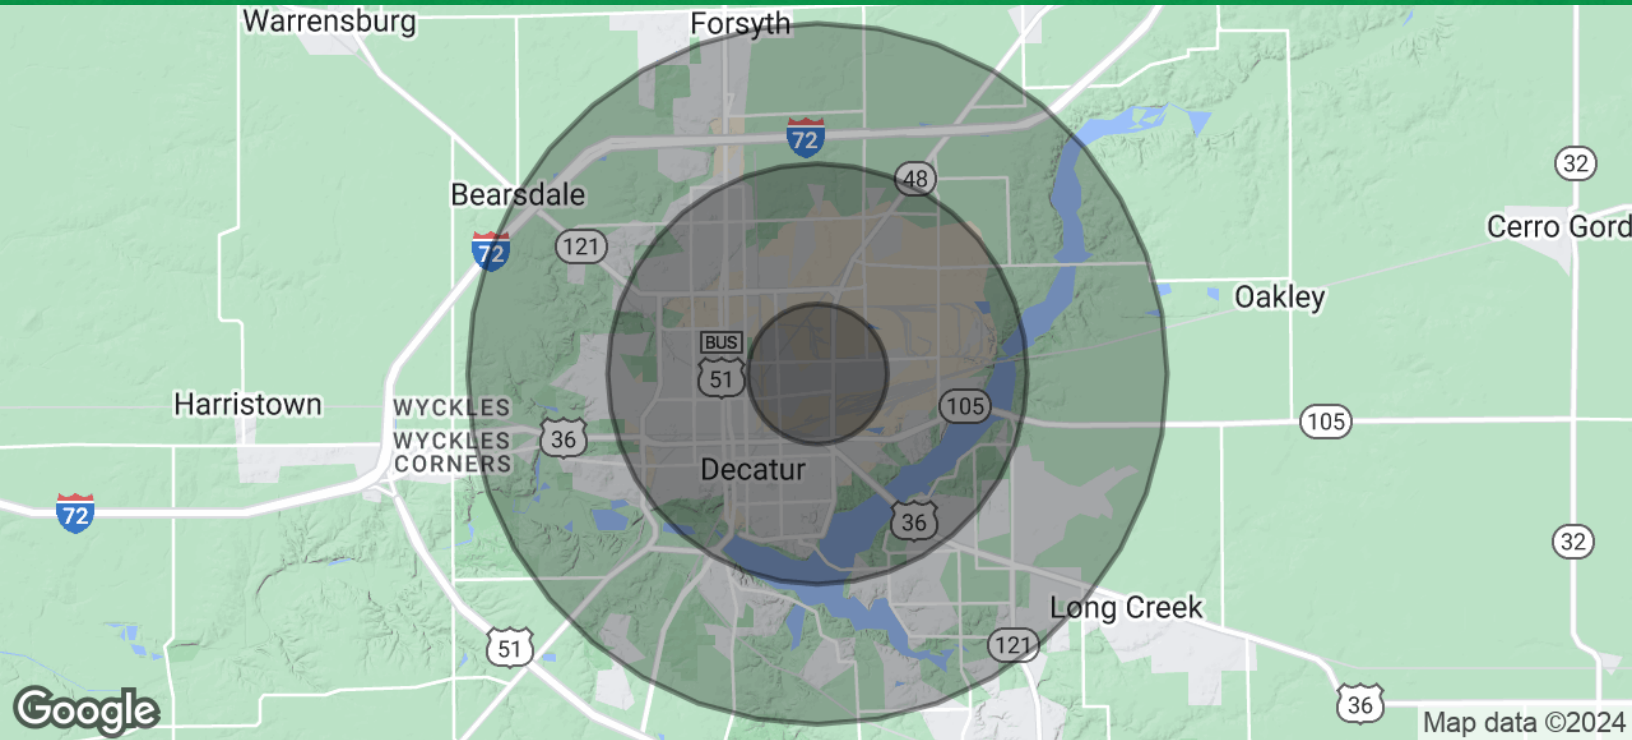 Warrensburg
Forsyth
72
48
32
Bearsdale
Cerro Gord
121
72
Oakley
BUS
51
Harristown
WYCKLES
105
105
36
WYCKLES
CORNERS
Decatur
72
36
32
Long Creek
51
121
36
Google
Map data ©2024